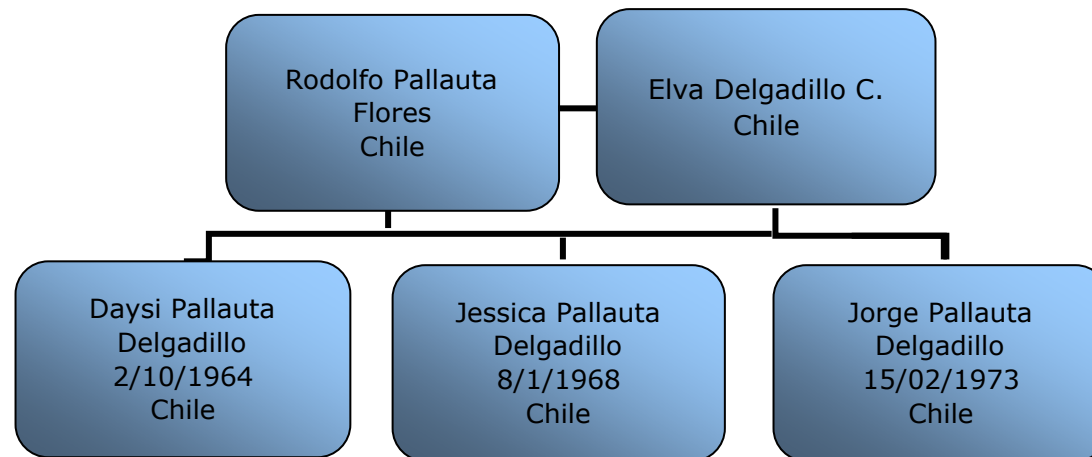 Rodolfo Pallauta
Flores
Chile
Elva Delgadillo C.
Chile
Daysi Pallauta
Delgadillo
2/10/1964
Chile
Jessica Pallauta
Delgadillo
8/1/1968
Chile
Jorge Pallauta
Delgadillo
15/02/1973
Chile